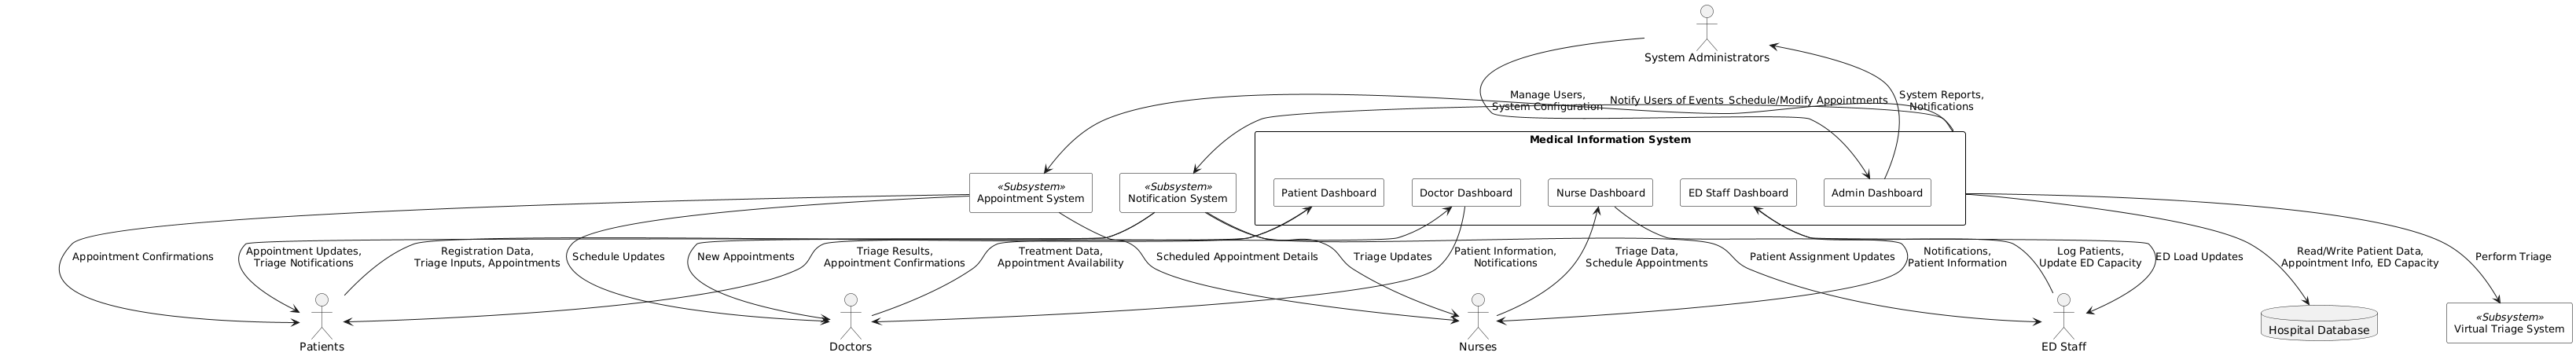 System Administrators
Manage Users,
System Configuration
Notify Users of Events
Schedule/Modify Appointments
System Reports,
Notifications
Medical Information System
«Subsystem»
Appointment System
«Subsystem»
Notification System
Patient Dashboard
Doctor Dashboard
Nurse Dashboard
ED Staff Dashboard
Admin Dashboard
Appointment Confirmations
Appointment Updates,
Triage Notifications
Registration Data,
Triage Inputs, Appointments
Schedule Updates
New Appointments
Triage Results,
Appointment Confirmations
Treatment Data,
Appointment Availability
Scheduled Appointment Details
Triage Updates
Patient Information,
Notifications
Triage Data,
Schedule Appointments
Patient Assignment Updates
Notifications,
Patient Information
Log Patients,
Update ED Capacity
ED Load Updates
Read/Write Patient Data,
Appointment Info, ED Capacity
Perform Triage
Patients
Doctors
Nurses
ED Staff
Hospital Database
«Subsystem»
Virtual Triage System